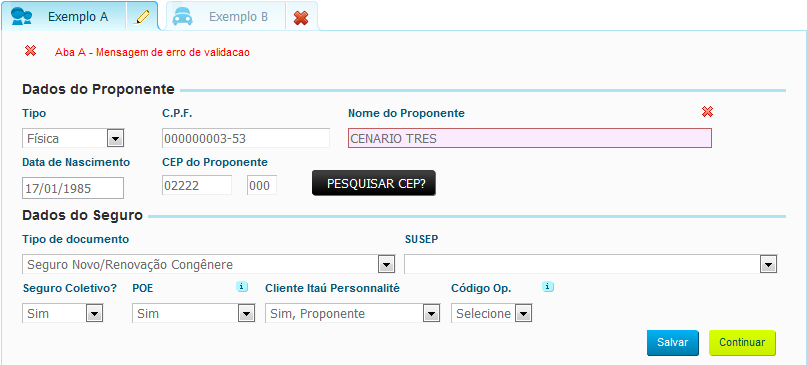 Exemplo A
Exemplo B
Aba A - Mensagem de erro de validacao
Dados do Proponente
Tipo C.P.F. Nome do Proponente
Física 000000003-53 CENARIO TRES
Data de Nascimento CEP do Proponente
17/01/1985 02222 000 PESQUISAR CEP?
Dados do Seguro
Tipo de documento SUSEP
Seguro Novo/Renovação Congênere
Seguro Coletivo? POE i Cliente Itaú Personnalité Código Op. i
Sim Sim Sim, Proponente Selecione
Salvar Continuar